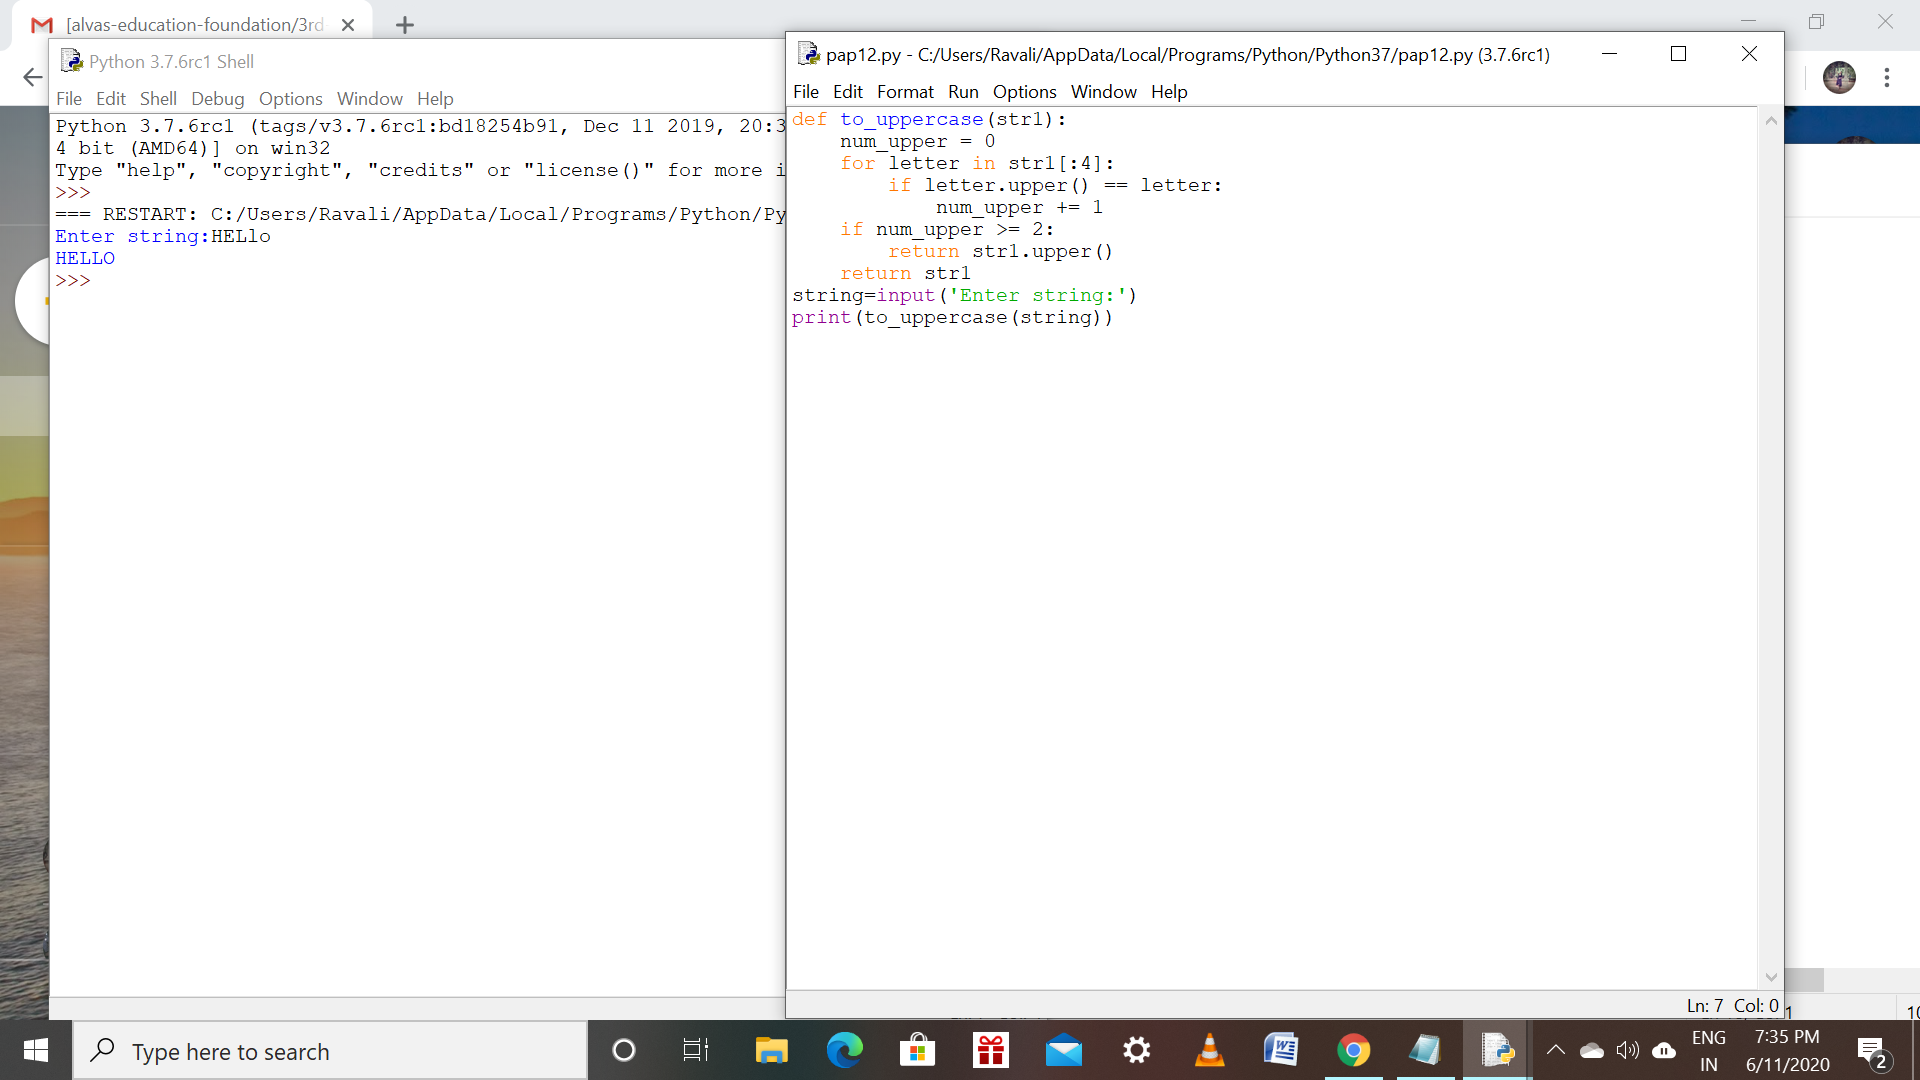 [alvas-education-foundation/3rd
Python 3.7.6rc1 Shell
File Edit Shell Debug Options Window Help
Python 3.7.6rc1 (tags/v3.7.6rc1:bd18254b91, Dec 11 2019, 20:3
4 bit (AMD64)] on win32
Type "help", "copyright", "credits" or "license()" for more i
>>>
=== RESTART: C:/Users/Ravali/AppData/Local/Programs/Python/Py
Enter string:HELlo
HELLO
>>>
pap12.py - C:/Users/Ravali/AppData/Local/Programs/Python/Python37/pap12.py (3.7.6rc1)
File Edit Format Run Options Window Help
def to_uppercase(str1):
    num_upper = 0
    for letter in str1[:4]:
        if letter.upper() == letter:
            num_upper += 1
    if num_upper >= 2:
        return str1.upper()
    return str1
string=input('Enter string:')
print(to_uppercase(string))
Ln: 7 Col: 0
Type here to search
ENG
IN
7:35 PM
6/11/2020
2